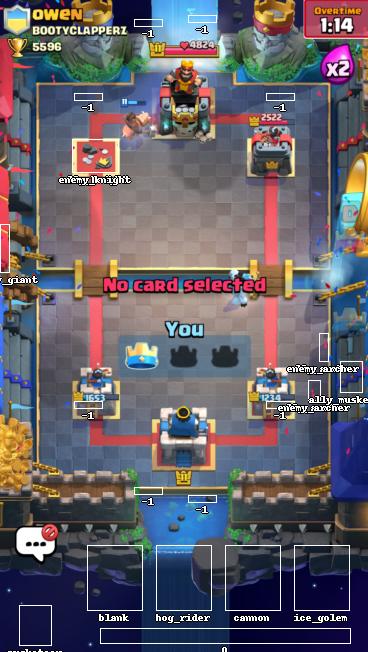 OWEN
BOOTYCLAPPERZ
5596
4824
OVERTIME
1:14
x2
-1
-1
-1
-1
2522
enemy_knight
_giant
No card selected
You
enemy_archer
ally_muske
enemy_archer
1653
1234
-1
-1
-1
-1
blank
hog_rider
cannon
ice_golem
0